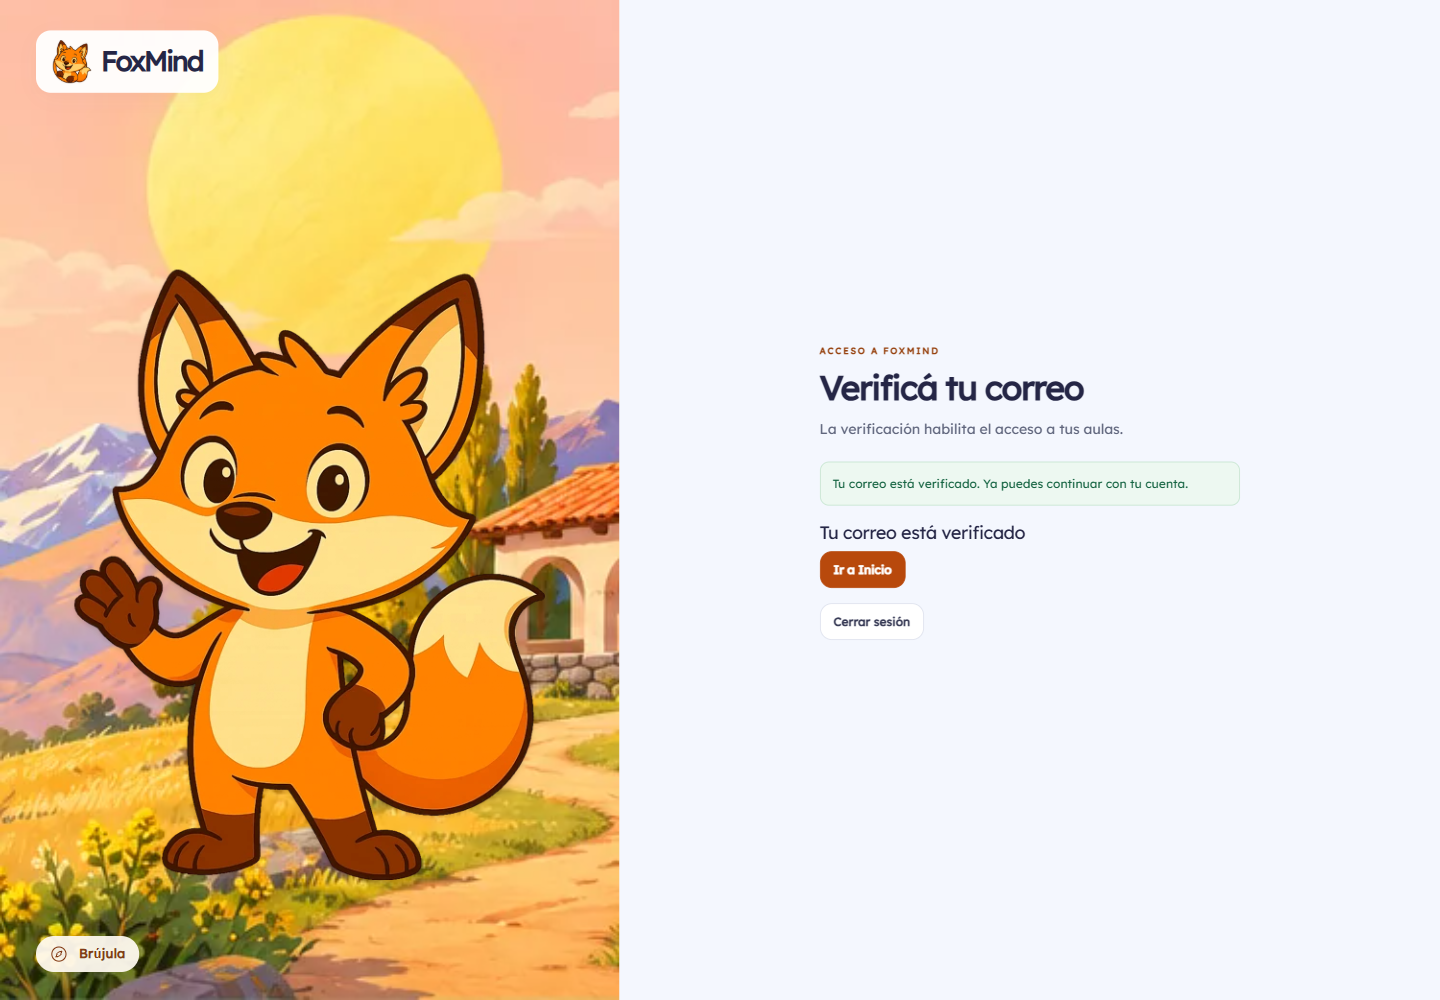 FoxMind
ACCESO A FOXMIND
Verificá tu correo
La verificación habilita el acceso a tus aulas.
Tu correo está verificado. Ya puedes continuar con tu cuenta.
Tu correo está verificado
Ir a Inicio
Cerrar sesión
Brújula